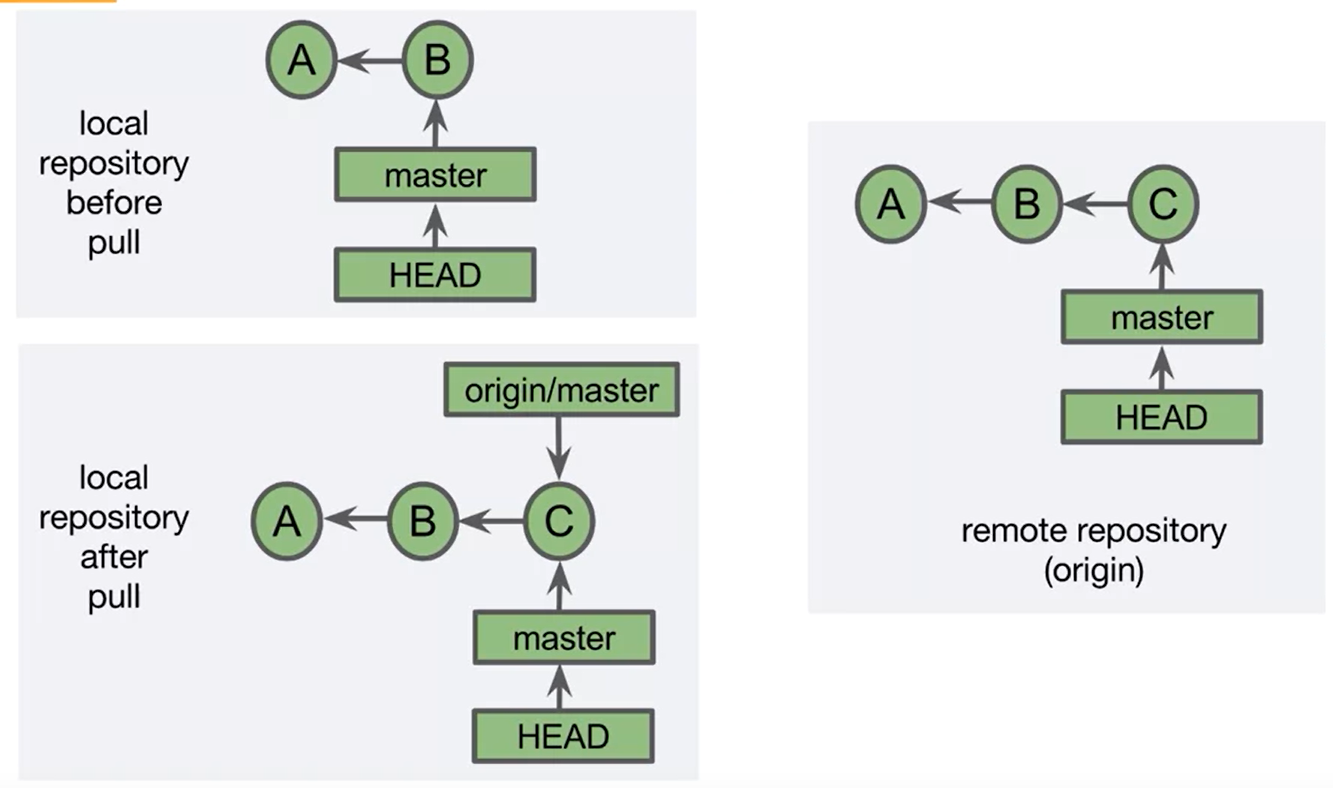 A
B
local
repository
before
pull
master
HEAD
origin/master
local
repository
after
pull
A
B
C
master
HEAD
A
B
C
master
HEAD
remote repository
(origin)